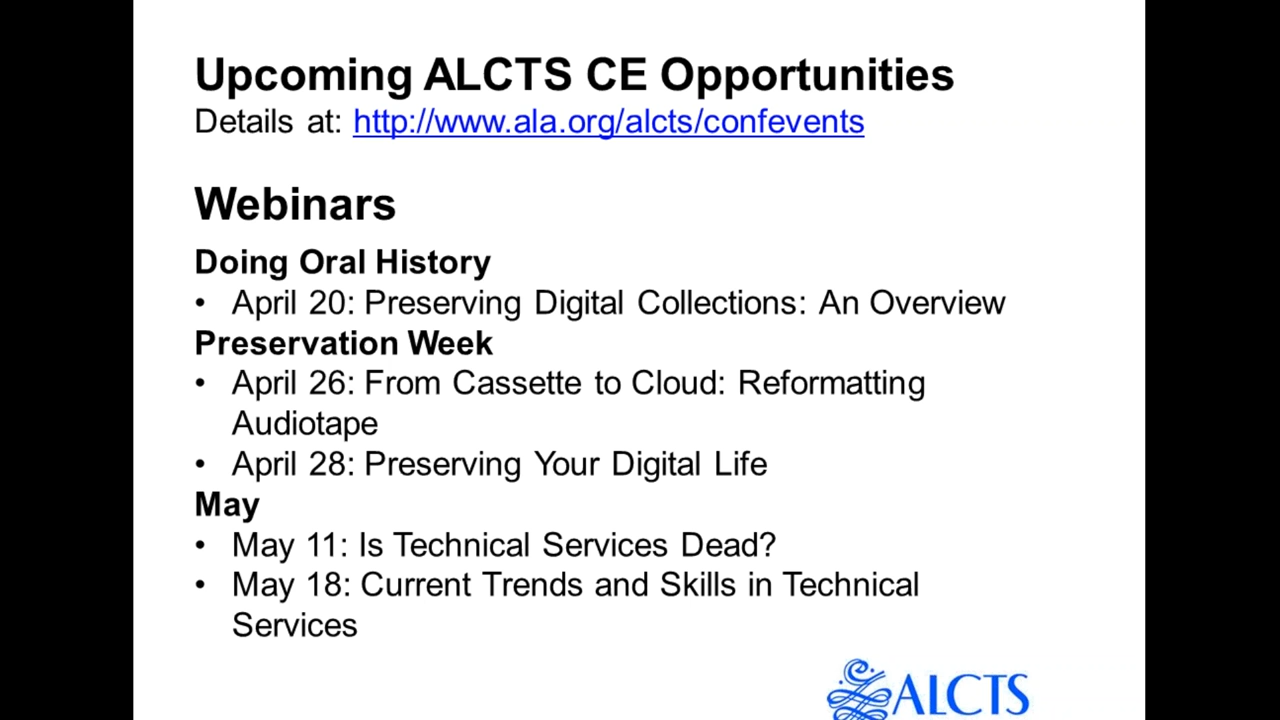 Upcoming ALCTS CE Opportunities
Details at: http://www.ala.org/alcts/confevents
Webinars
Doing Oral History
• April 20: Preserving Digital Collections: An Overview
Preservation Week
• April 26: From Cassette to Cloud: Reformatting
Audiotape
• April 28: Preserving Your Digital Life
May
• May 11: Is Technical Services Dead?
• May 18: Current Trends and Skills in Technical
Services
ALCTS